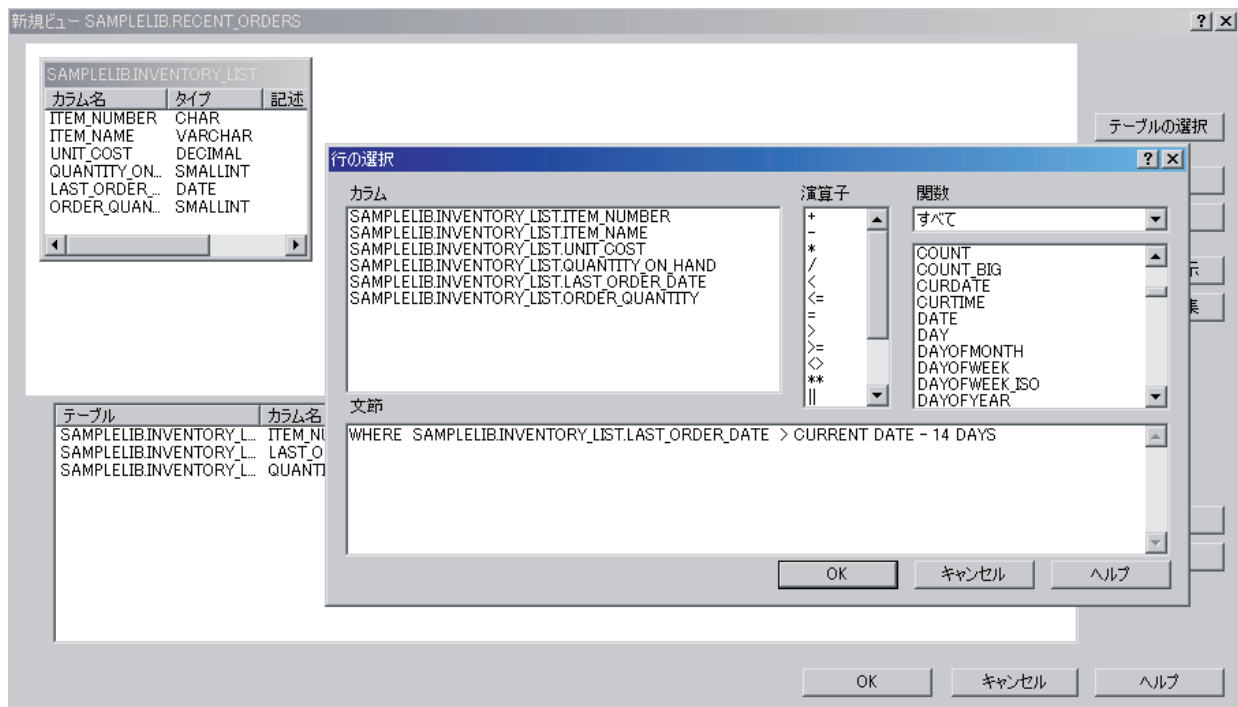 新規ビュー SAMPLELIB.RECENT_ORDERS
SAMPLELIB.INVENTORY_LIST
カラム名 タイプ 記述
ITEM_NUMBER CHAR
ITEM_NAME VARCHAR
UNIT_COST DECIMAL
QUANTITY_ON... SMALLINT
LAST_ORDER_... DATE
ORDER_QUAN... SMALLINT
テーブルの選択
示
集
行の選択
カラム 演算子 関数
SAMPLELIB.INVENTORY_LIST.ITEM_NUMBER
SAMPLELIB.INVENTORY_LIST.ITEM_NAME
SAMPLELIB.INVENTORY_LIST.UNIT_COST
SAMPLELIB.INVENTORY_LIST.QUANTITY_ON_HAND
SAMPLELIB.INVENTORY_LIST.LAST_ORDER_DATE
SAMPLELIB.INVENTORY_LIST.ORDER_QUANTITY
+
-
*
/
<
<=
=
>
>=
<>
**
||
すべて
COUNT
COUNT_BIG
CURDATE
CURTIME
DATE
DAY
DAYOFMONTH
DAYOFWEEK
DAYOFWEEK_ISO
DAYOFYEAR
文節
WHERE SAMPLELIB.INVENTORY_LIST.LAST_ORDER_DATE > CURRENT DATE - 14 DAYS
OK キャンセル ヘルプ
テーブル カラム名
SAMPLELIB.INVENTORY_L... ITEM_NU
SAMPLELIB.INVENTORY_L... LAST_O
SAMPLELIB.INVENTORY_L... QUANTI
OK キャンセル ヘルプ